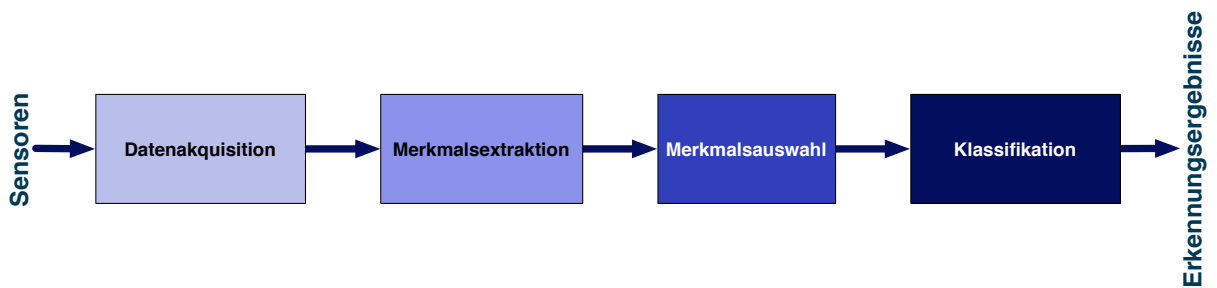 Sensoren
Datenakquisition
Merkmalsextraktion
Merkmalsauswahl
Klassifikation
Erkennungsergebnisse